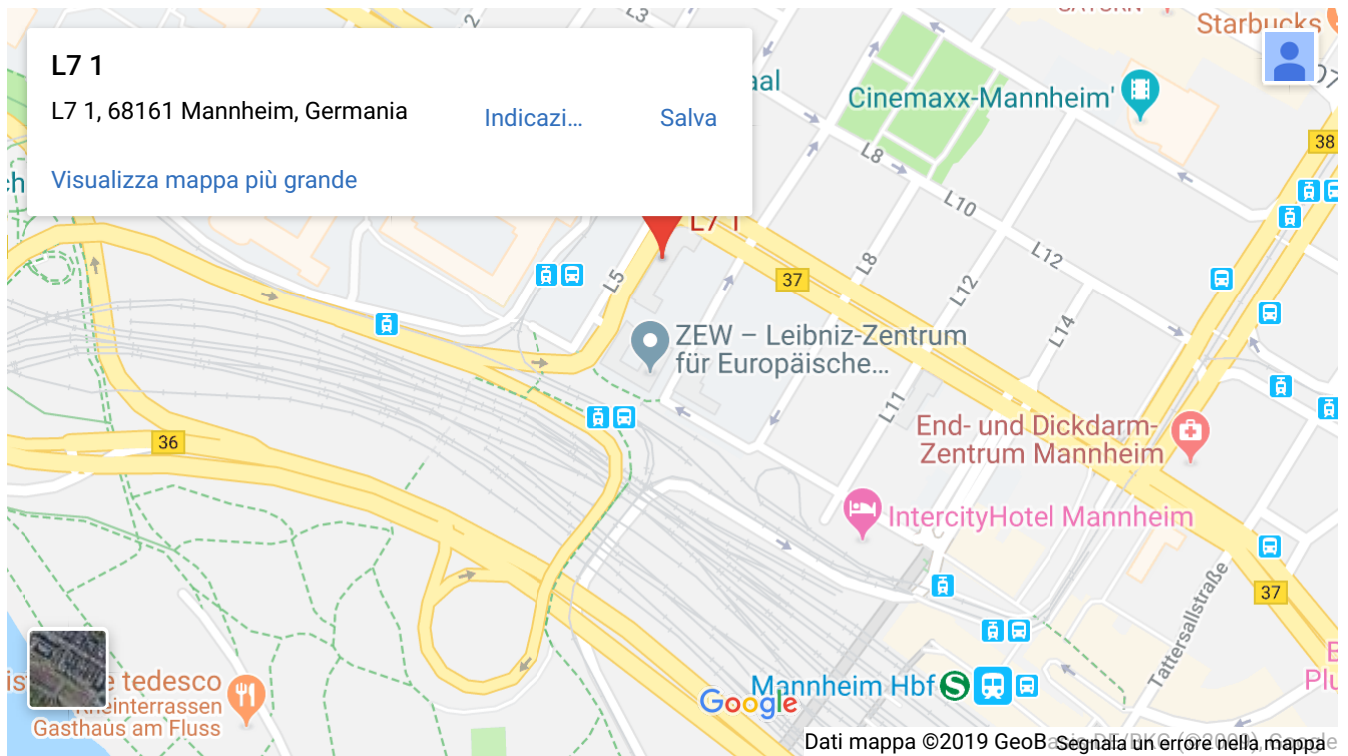 L3
SATURN
Starbucks
L7 1
L7 1, 68161 Mannheim, Germania
Indicazi...
Salva
Visualizza mappa più grande
Cinemaxx-Mannheim'
38
L8
L10
L7 1
L12
L5
37
L8
L12
L14
ZEW – Leibniz-Zentrum
für Europäische...
L11
36
End- und Dickdarm-
Zentrum Mannheim
IntercityHotel Mannheim
37
Tattersallstraße
Mannheim Hbf
S
tedesco
Rheinterrassen
Gasthaus am Fluss
Google
Dati mappa ©2019 GeoB
Segnala un errore nella mappa